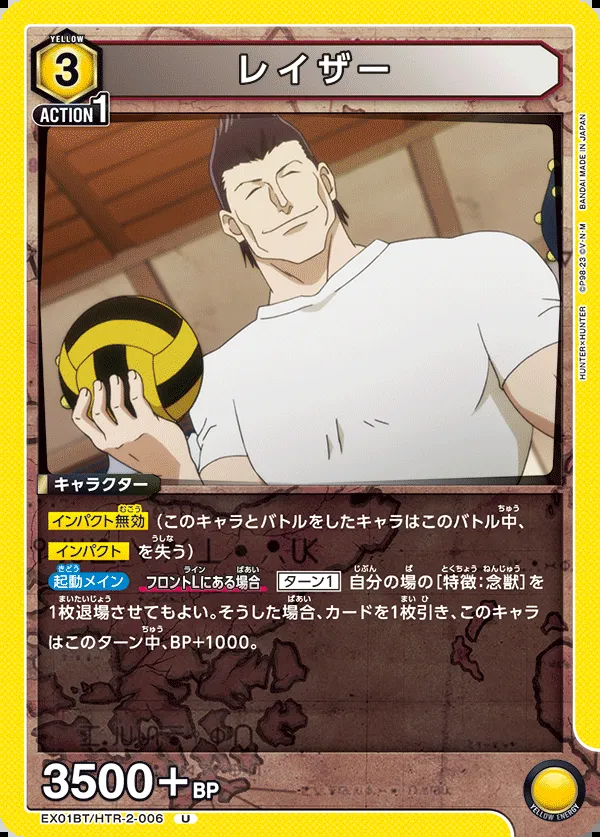 YELLOW
3
レイザー
ACTION 1
HUNTER×HUNTER ©P98-23 ©V・N・M BANDAI MADE IN JAPAN
キャラクター
インパクト無効 (このキャラとバトルをしたキャラはこのバトル中、
インパクト を失う)
起動メイン フロントLにある場合 ターン1 自分の場の[特徴:念獣]を
1枚退場させてもよい。そうした場合、カードを1枚引き、このキャラ
はこのターン中、BP+1000。
3500+BP
EX01BT/HTR-2-006 U
YELLOW ENERGY